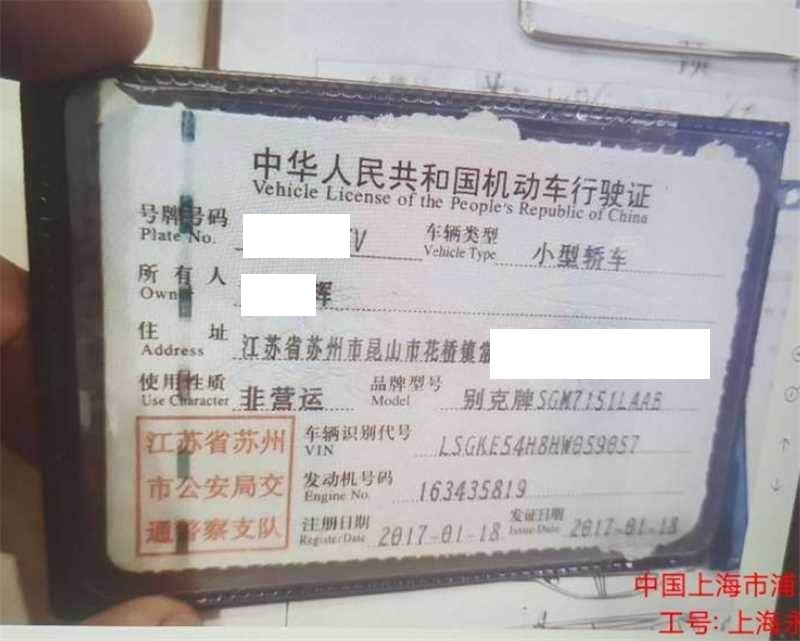 中华人民共和国机动车行驶证
Vehicle License of the People's Republic of China
号牌号码 V 车辆类型 小型轿车
Plate No. Vehicle Type
所有人 辉
Owner
住址 江苏省苏州市昆山市花桥镇
Address
使用性质 非营运 品牌型号 别克牌SGM7151LAAB
Use Character Model
江苏省苏州 车辆识别代号 LSGKE54H8HW059057
VIN
市公安局交 发动机号码 163435819
Engine No.
通警察支队 注册日期 2017-01-18 发证日期 2017-01-18
Register Date Issue Date
中国上海市浦
工号: 上海永